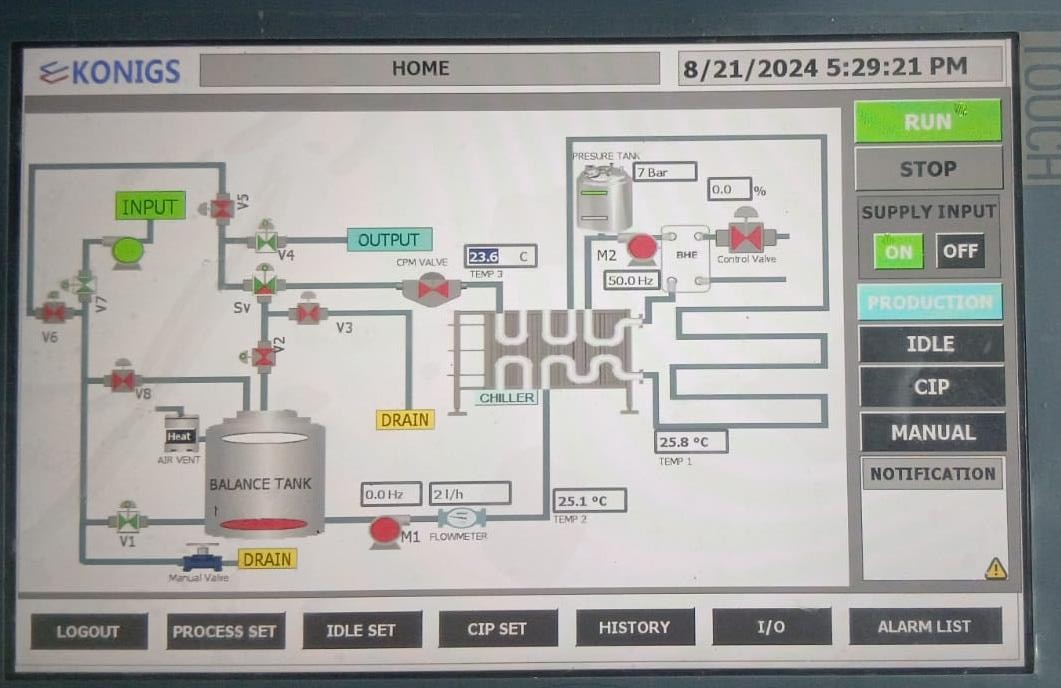 KONIGS
HOME
8/21/2024 5:29:21 PM
TOUCH
RUN
STOP
SUPPLY INPUT
ON OFF
PRODUCTION
IDLE
CIP
MANUAL
NOTIFICATION
PRESURE TANK
7 Bar
0.0 %
INPUT
V5
OUTPUT
V4
CPM VALVE
23.6 C
TEMP 3
M2
BHE
Control Valve
50.0 Hz
V7
SV
V6
V3
V2
V8
CHILLER
DRAIN
Heat
AIR VENT
25.8 °C
TEMP 1
BALANCE TANK
0.0 Hz
2 l/h
25.1 °C
TEMP 2
V1
M1
FLOWMETER
DRAIN
Manual Valve
LOGOUT
PROCESS SET
IDLE SET
CIP SET
HISTORY
I/O
ALARM LIST